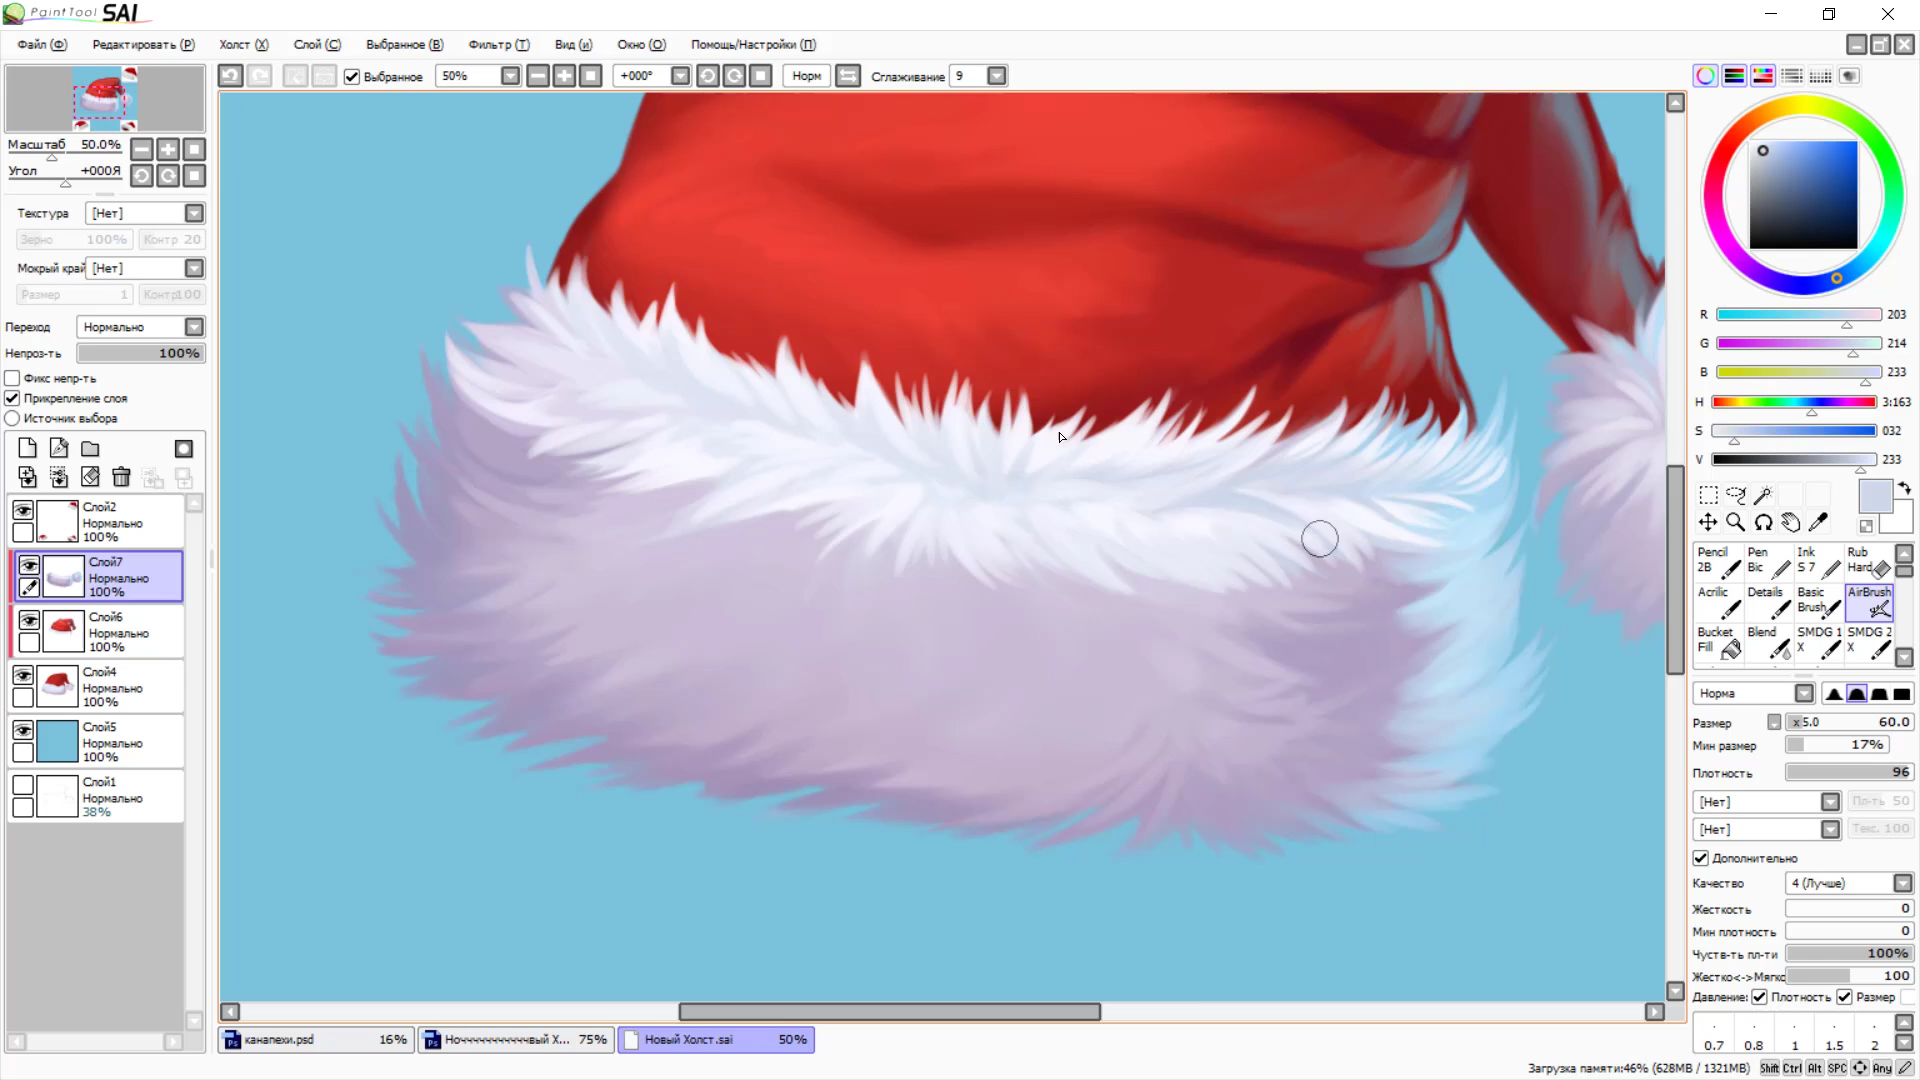 PaintTool SAI
Файл (Ф) Редактировать (Р) Холст (X) Слой (С) Выбранное (В) Фильтр (Т) Вид (и) Окно (О) Помощь/Настройки (П)
Выбранное 50% +000° Норм Сглаживание 9
Масштаб 50.0%
Угол +000Я
Текстура [Нет]
Зерно 100% Контр 20
Мокрый край [Нет]
Размер 1 Контр100
Переход Нормально
Непроз-ть 100%
Фикс непр-ть
Прикрепление слоя
Источник выбора
Слой2
Нормально
100%
Слой7
Нормально
100%
Слой6
Нормально
100%
Слой4
Нормально
100%
Слой5
Нормально
100%
Слой1
Нормально
38%
R 203
G 214
B 233
H 3:163
S 032
V 233
Pencil 2B Pen Bic Ink S 7 Rub Hard
Acrilic Details Basic Brush AirBrush
Bucket Fill Blend SMDG 1 X SMDG 2 X
Норма
Размер x5.0 60.0
Мин размер 17%
Плотность 96
[Нет] Пл-ть 50
[Нет] Текс. 100
Дополнительно
Качество 4 (Лучше)
Жесткость 0
Мин плотность 0
Чуств-ть пл-ти 100%
Жестко<->Мягко 100
Давление: Плотность Размер
0.7 0.8 1 1.5 2
канапехи.psd 16% 75% Новый Холст.sai 50%
Загрузка памяти:46% (628MB / 1321MB) Shift Ctrl Alt SPC Any